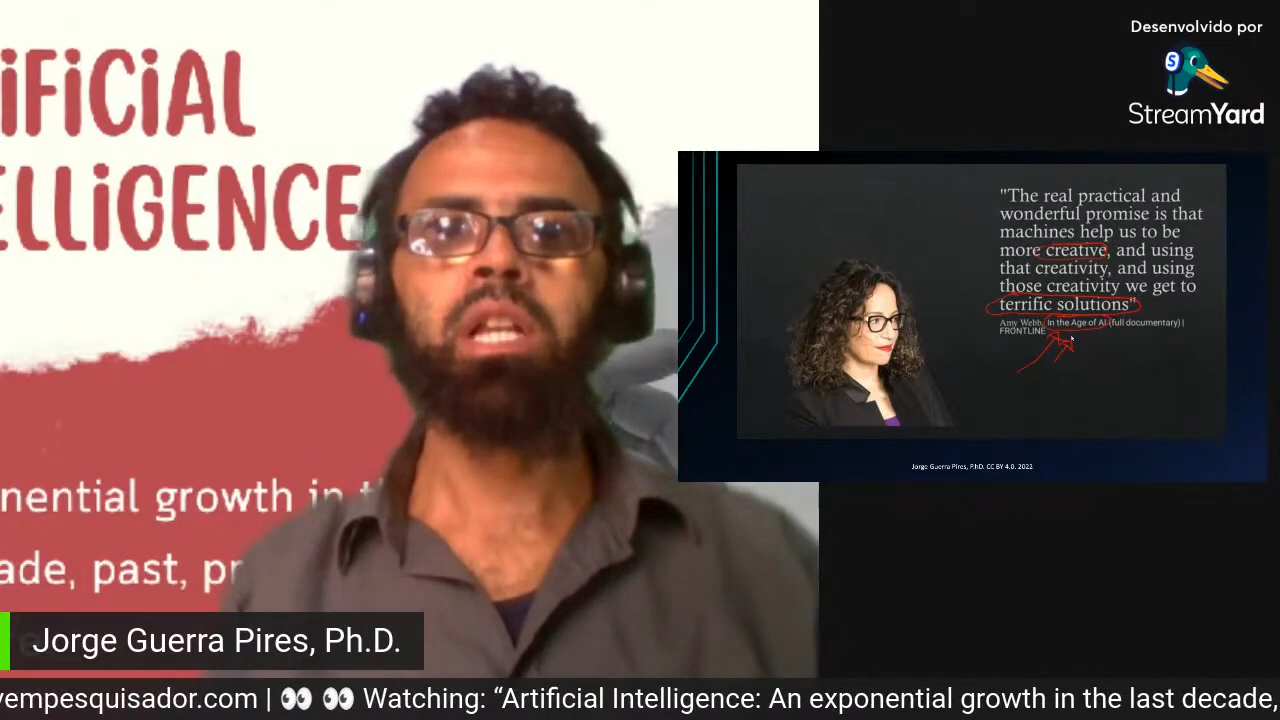 IFICIAL
ELLIGENCE
nential growth in t
ade, past, pr
Desenvolvido por
StreamYard
"The real practical and
wonderful promise is that
machines help us to be
more creative, and using
that creativity, and using
those creativity we get to
terrific solutions"
Amy Webb, In the Age of AI (full documentary) |
FRONTLINE
Jorge Guerra Pires, P.hD. CC BY 4.0. 2022
Jorge Guerra Pires, Ph.D.
vempesquisador.com | 👀 👀 Watching: “Artificial Intelligence: An exponential growth in the last decade,